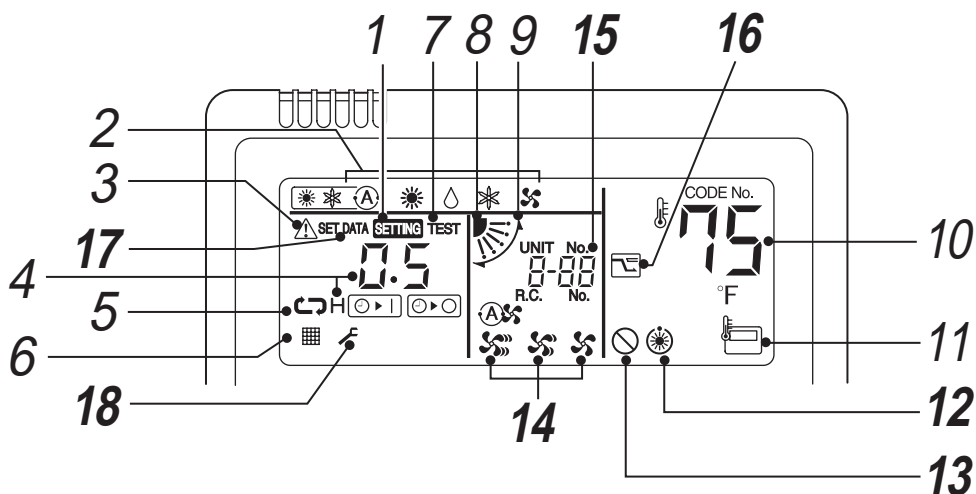 1 7 8 9 15
16
2
3
CODE No.
A
SET DATA SETTING TEST
75
10
17
UNIT No.
0.5
8-88
4
R.C. No.
°F
5
H
A
6
11
18
14
12
13